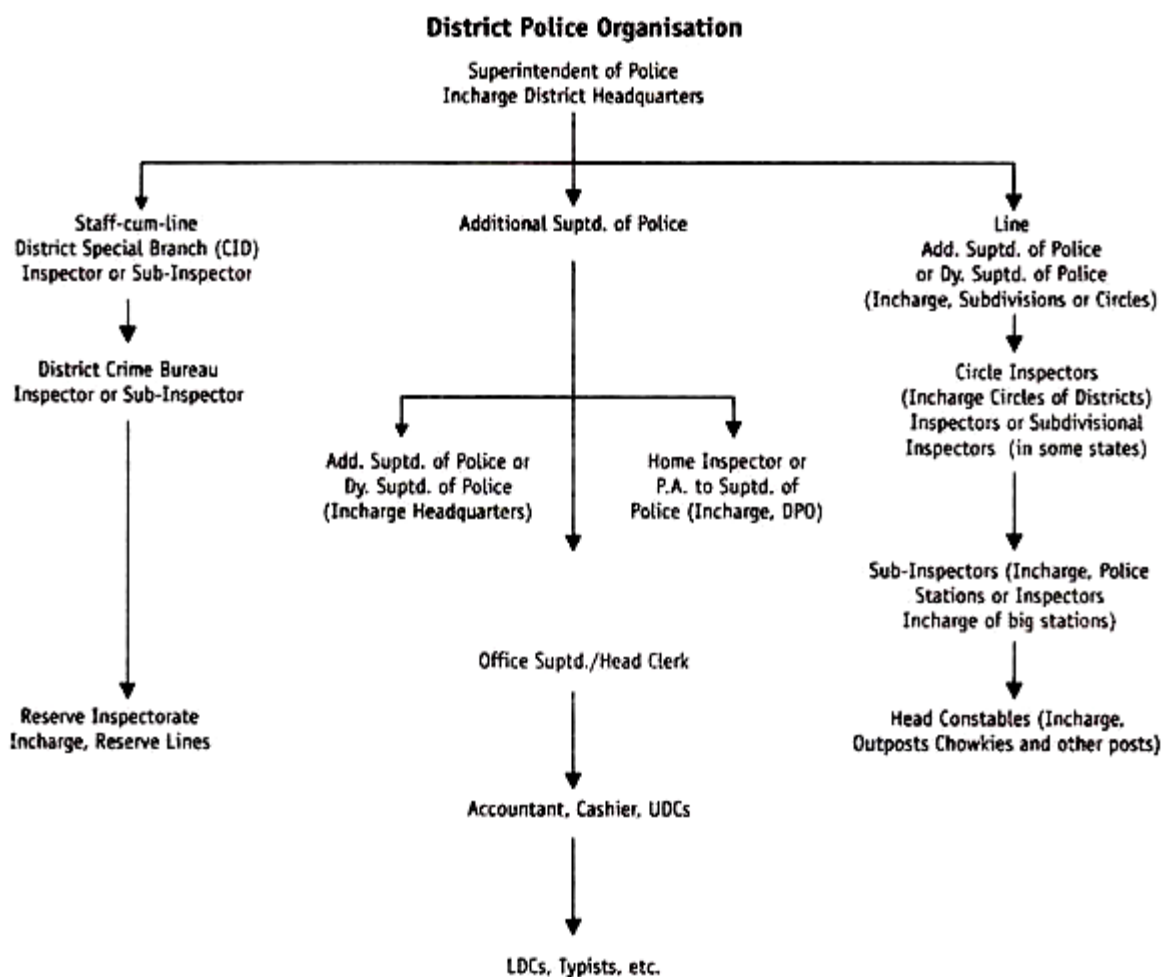 District Police Organisation
Superintendent of Police
Incharge District Headquarters
Staff-cum-line
District Special Branch (CID)
Inspector or Sub-Inspector
Additional Suptd. of Police
Line
Add. Suptd. of Police
or Dy. Suptd. of Police
(Incharge, Subdivisions or Circles)
District Crime Bureau
Inspector or Sub-Inspector
Circle Inspectors
(Incharge Circles of Districts)
Inspectors or Subdivisional
Inspectors (in some states)
Add. Suptd. of Police or
Dy. Suptd. of Police
(Incharge Headquarters)
Home Inspector or
P.A. to Suptd. of
Police (Incharge, DPO)
Sub-Inspectors (Incharge, Police
Stations or Inspectors
Incharge of big stations)
Office Suptd./Head Clerk
Reserve Inspectorate
Incharge, Reserve Lines
Head Constables (Incharge,
Outposts Chowkies and other posts)
Accountant, Cashier, UDCs
LDCs, Typists, etc.